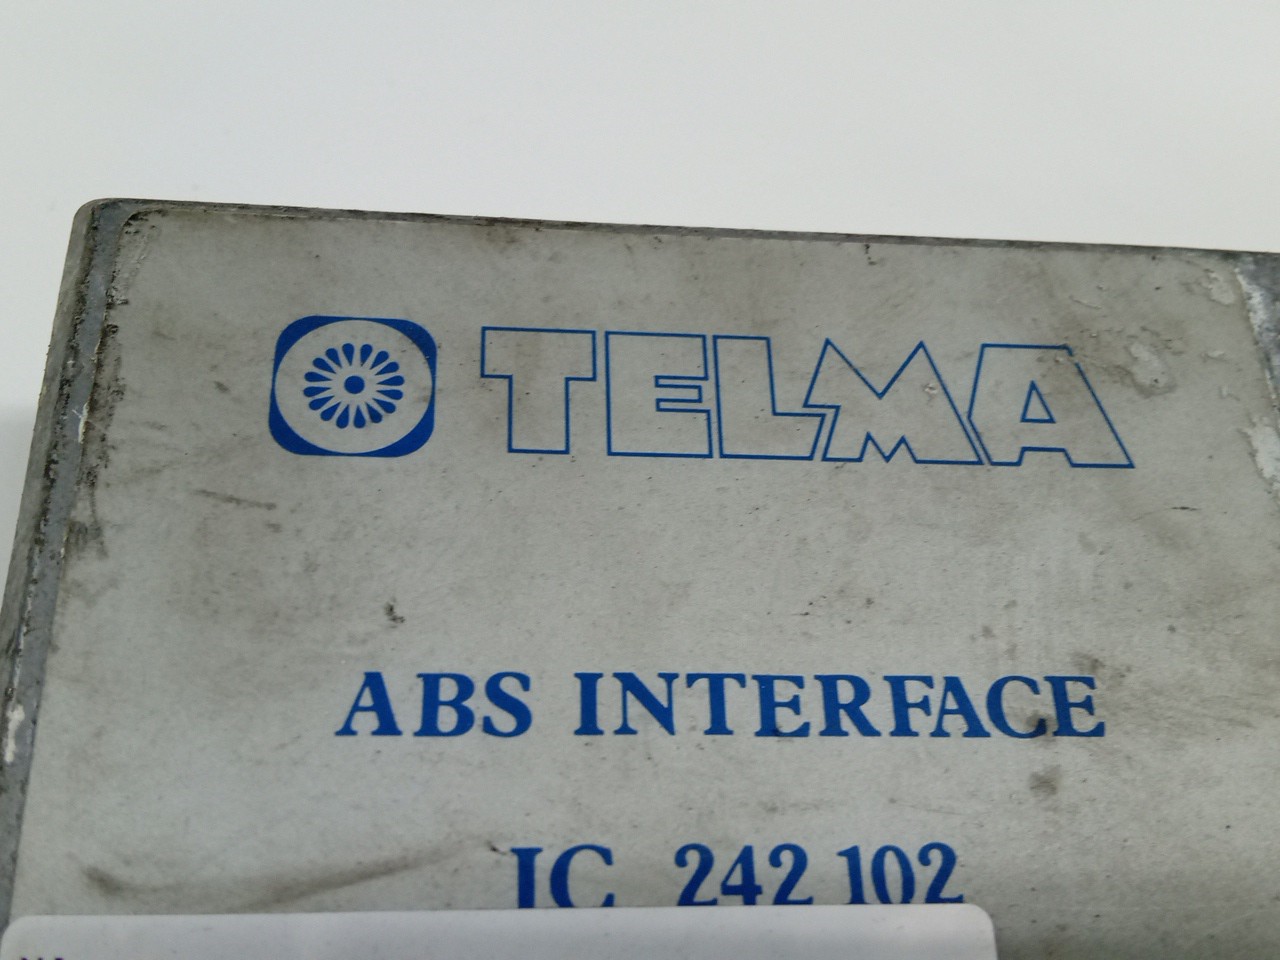 TELMA
ABS INTERFACE
IC 242 102